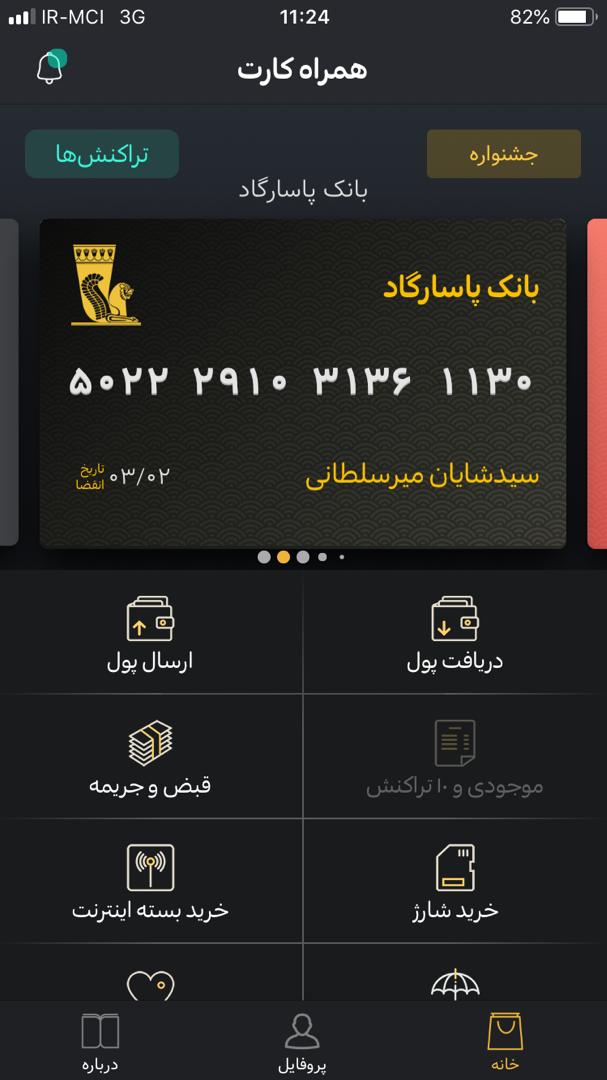 IR-MCI 3G 11:24 82%
همراه کارت
جشنواره
تراکنش‌ها
بانک پاسارگاد
بانک پاسارگاد
۵۰۲۲ ۲۹۱۰ ۳۱۳۶ ۱۱۳۰
سیدشایان میرسلطانی
تاریخ
انقضا
۰۳/۰۲
دریافت پول
ارسال پول
موجودی و ۱۰ تراکنش
قبض و جریمه
خرید شارژ
خرید بسته اینترنت
خانه
پروفایل
درباره